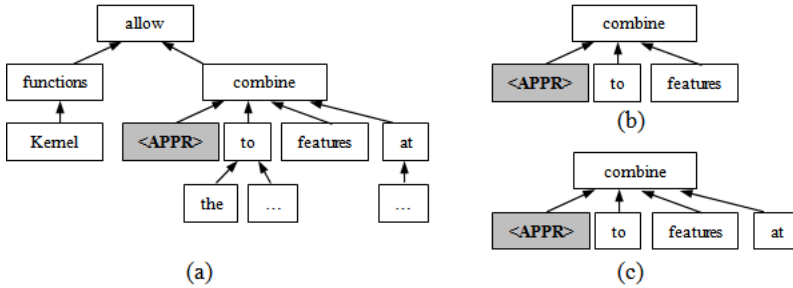 allow
functions
combine
Kernel
<APPR>
to
features
at
the
...
...
(a)
combine
<APPR>
to
features
(b)
combine
<APPR>
to
features
at
(c)